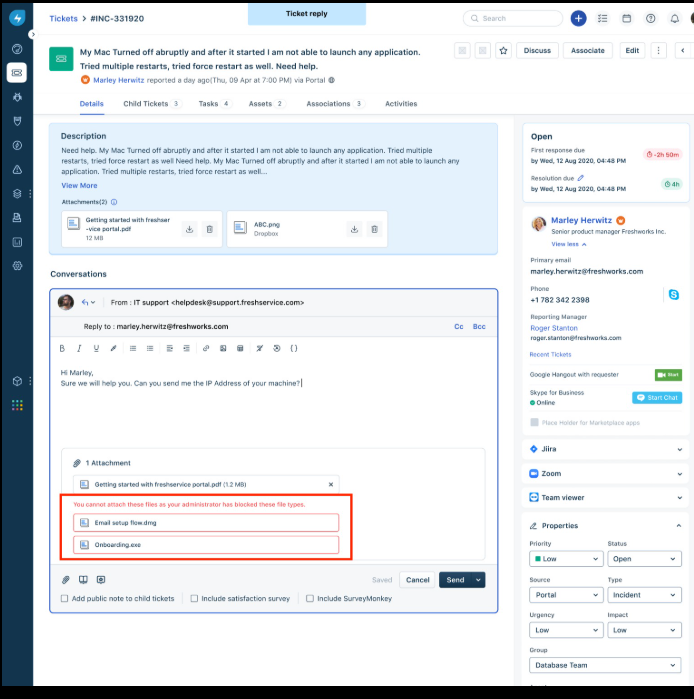 Tickets > #INC-331920
Ticket reply
Search
My Mac Turned off abruptly and after it started I am not able to launch any application.
Tried multiple restarts, tried force restart as well. Need help.
Marley Herwitz reported a day ago(Thu, 09 Apr at 7:00 PM) via Portal
Discuss
Associate
Edit
Details
Child Tickets 3
Tasks 4
Assets 2
Associations 3
Activities
Description
Need help. My Mac Turned off abruptly and after it started I am not able to launch any application. Tried multiple
restarts, tried force restart as well Need help. My Mac Turned off abruptly and after it started I am not able to launch any
application. Tried multiple restarts, tried force restart as well...
View More
Attachments(2)
Getting started with freshser
-vice portal.pdf
12 MB
ABC.png
Dropbox
Conversations
From : IT support <helpdesk@support.freshservice.com>
Reply to : marley.herwitz@freshworks.com
Cc Bcc
Hi Marley,
Sure we will help you. Can you send me the IP Address of your machine?
1 Attachment
Getting started with freshservice portal.pdf (1.2 MB)
You cannot attach these files as your administrator has blocked these file types.
Email setup flow.dmg
Onboarding.exe
Saved
Cancel
Send
Add public note to child tickets
Include satisfaction survey
Include SurveyMonkey
Open
First response due
by Wed, 12 Aug 2020, 04:48 PM
-2h 50m
Resolution due
by Wed, 12 Aug 2020, 04:48 PM
4h
Marley Herwitz
Senior product manager Freshworks Inc.
View less
Primary email
marley.herwitz@freshworks.com
Phone
+1 782 342 2398
Reporting Manager
Roger Stanton
roger.stanton@freshworks.com
Recent Tickets
Google Hangout with requester
Start
Skype for Business
Online
Start Chat
Place Holder for Marketplace apps
Jiira
Zoom
Team viewer
Properties
Priority
Status
Low
Open
Source
Type
Portal
Incident
Urgency
Impact
Low
Low
Group
Database Team